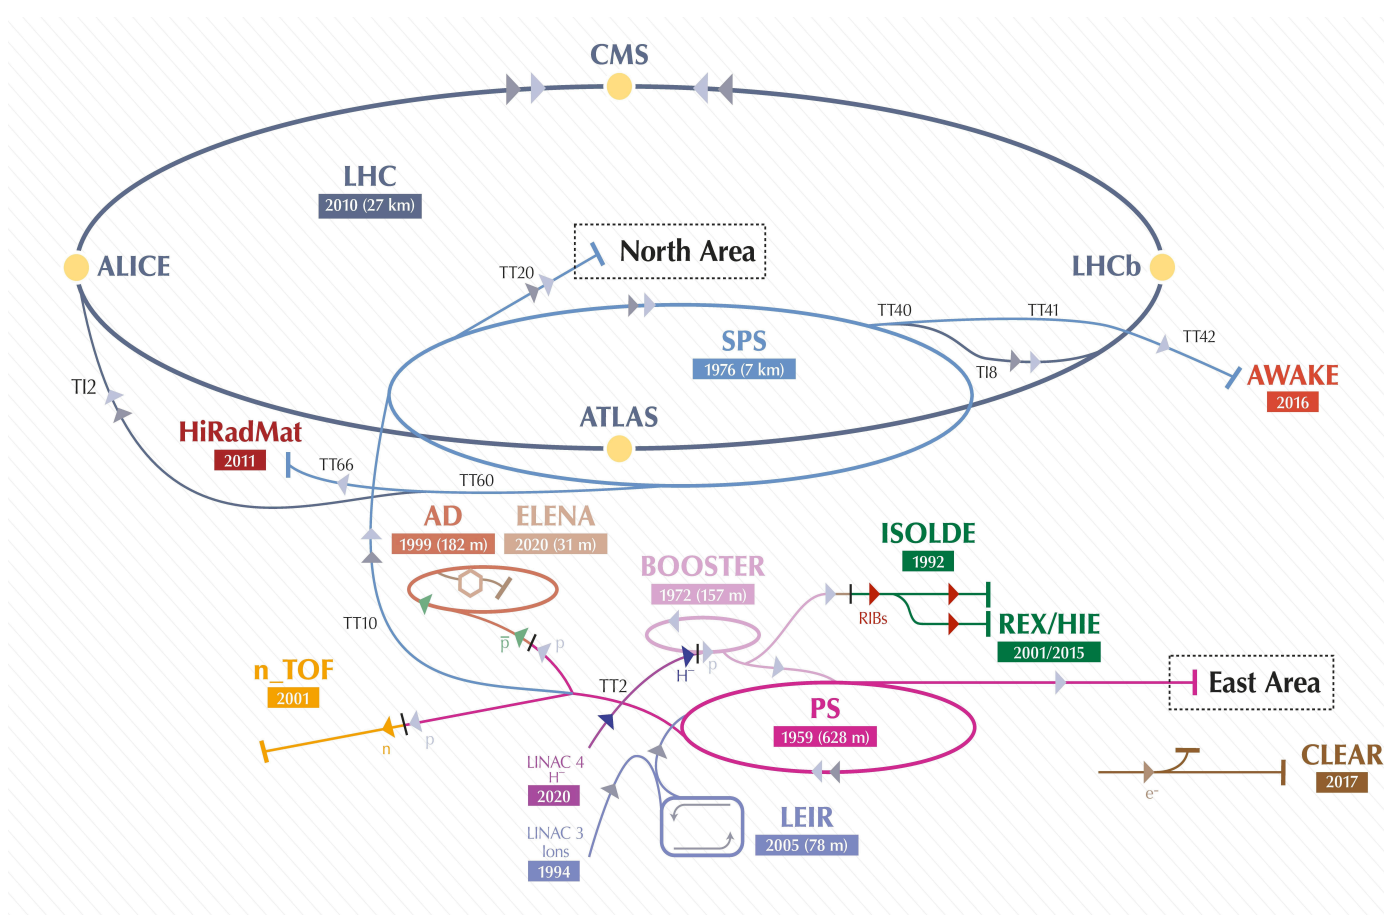 CMS
LHC
2010 (27 km)
North Area
TT20
ALICE
LHCb
TT40
TT41
TT42
SPS
1976 (7 km)
TI8
AWAKE
2016
TI2
ATLAS
HiRadMat
2011
TT66
TT60
AD
1999 (182 m)
ELENA
2020 (31 m)
ISOLDE
1992
BOOSTER
1972 (157 m)
RIBs
REX/HIE
2001/2015
TT10
p̅
p
H⁻
p
n_TOF
2001
TT2
East Area
PS
1959 (628 m)
n
p
LINAC 4
H⁻
2020
CLEAR
2017
e⁻
LEIR
2005 (78 m)
LINAC 3
Ions
1994